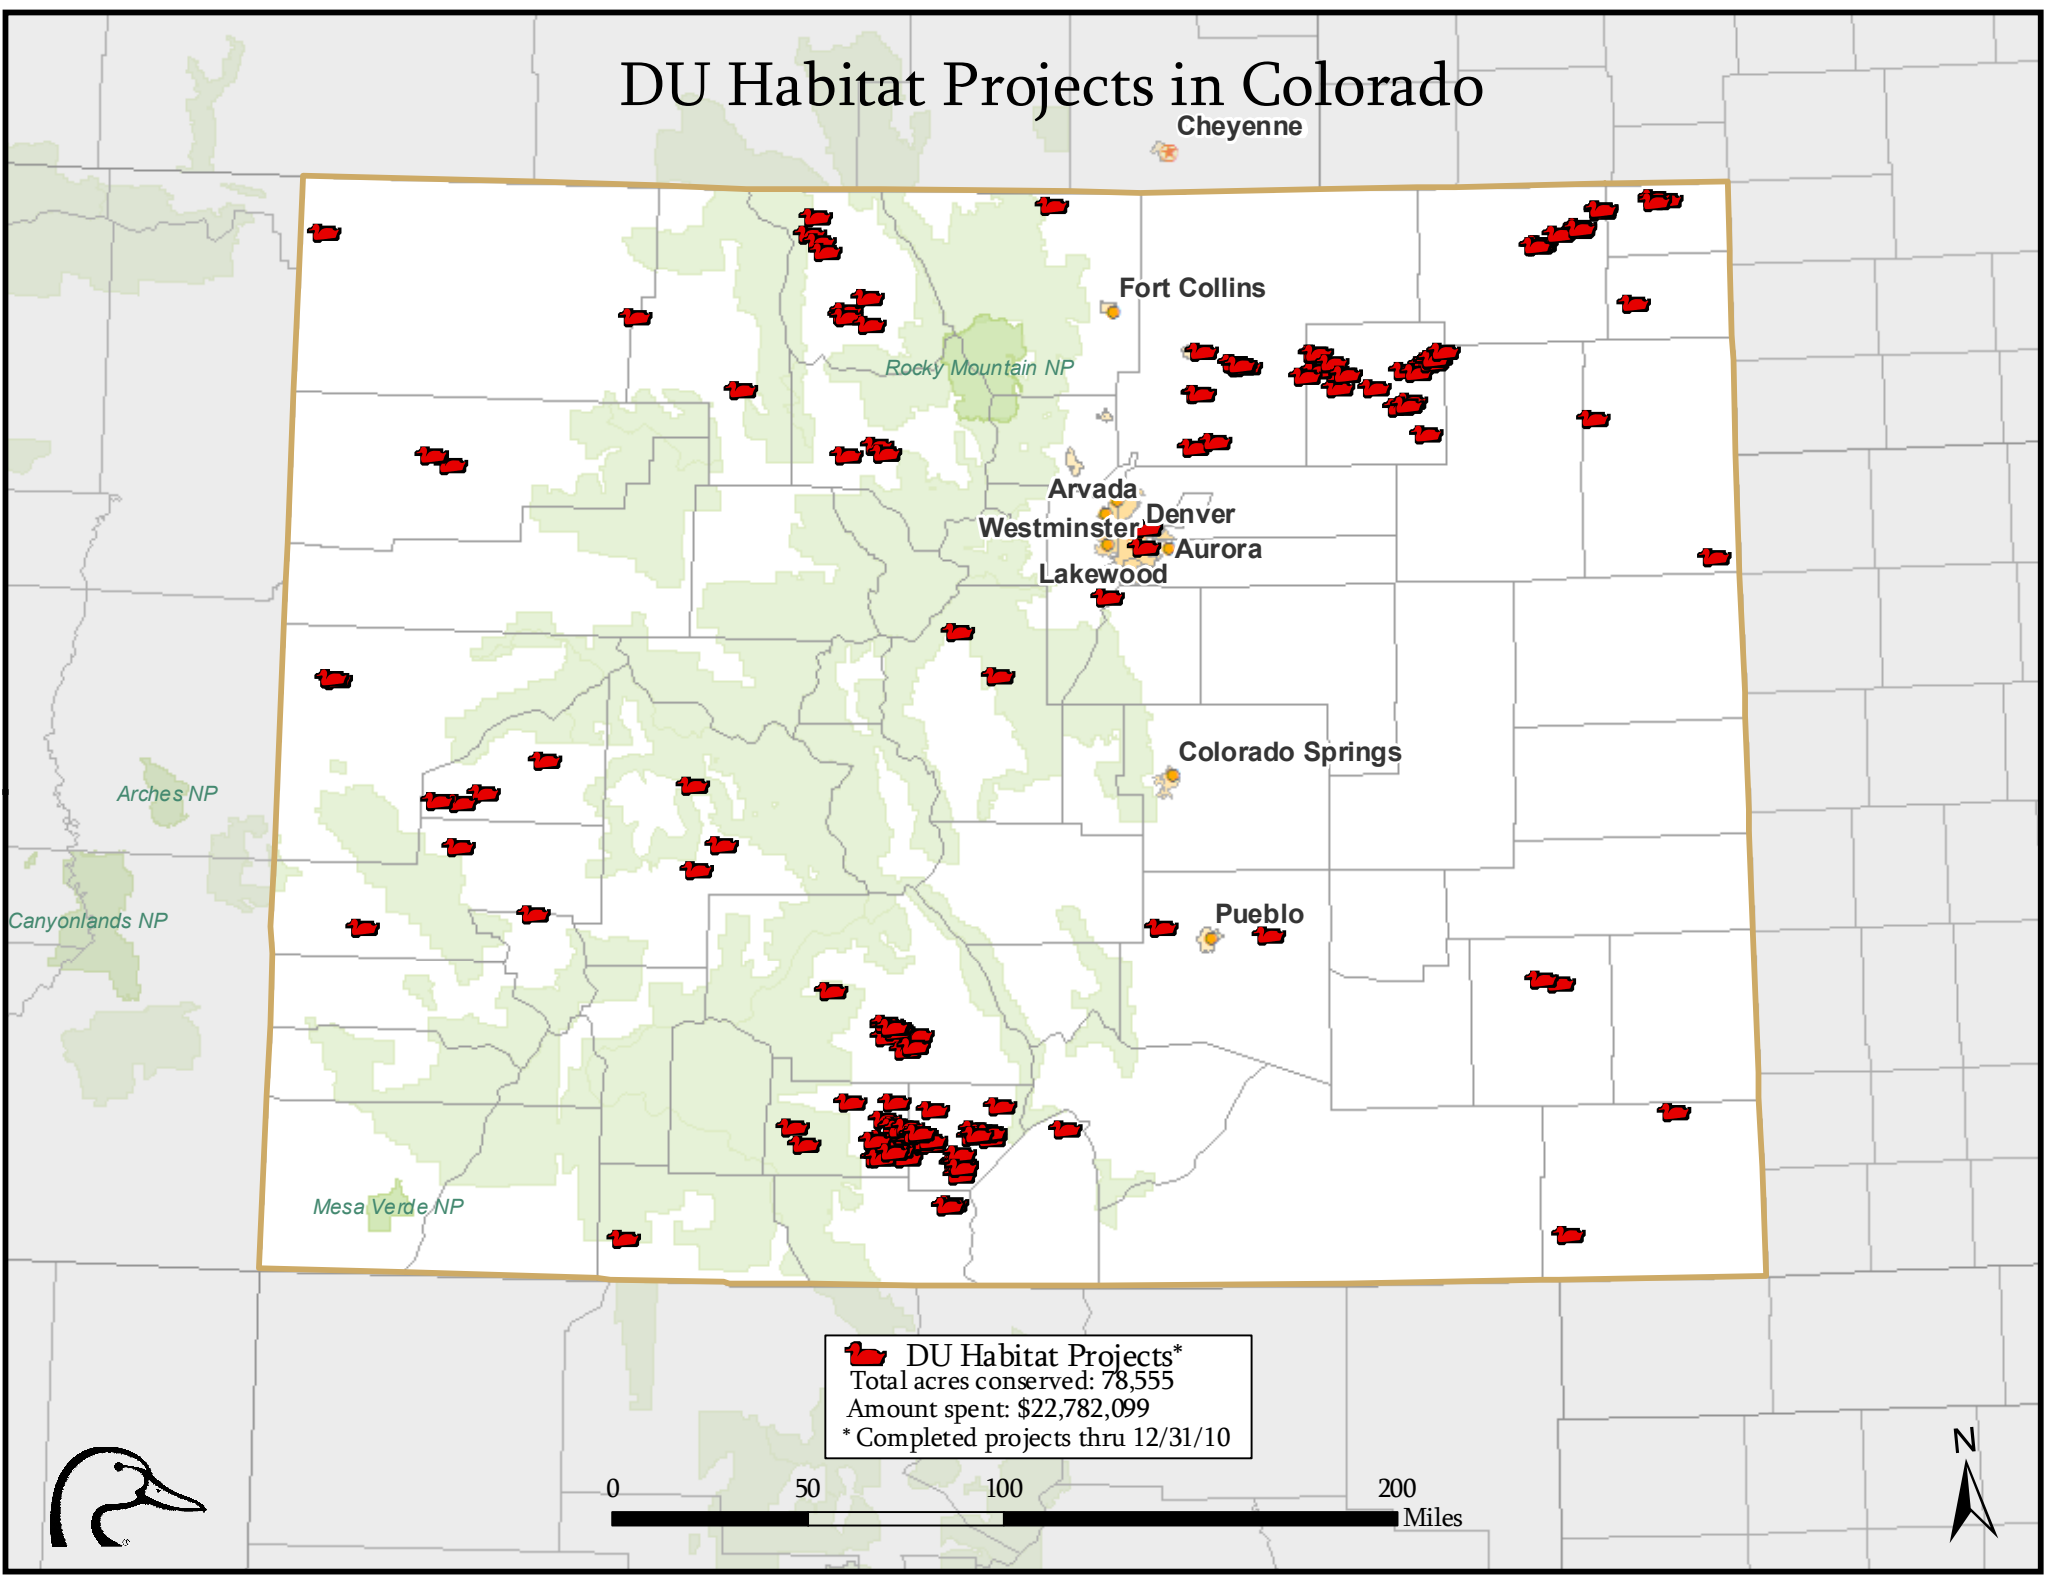 DU Habitat Projects in Colorado
Cheyenne
Fort Collins
Rocky Mountain NP
Arvada
Denver
Westminster
Aurora
Lakewood
Colorado Springs
Arches NP
Pueblo
Canyonlands NP
Mesa Verde NP
DU Habitat Projects*
Total acres conserved: 78,555
Amount spent: $22,782,099
* Completed projects thru 12/31/10
N
0 50 100 200
Miles